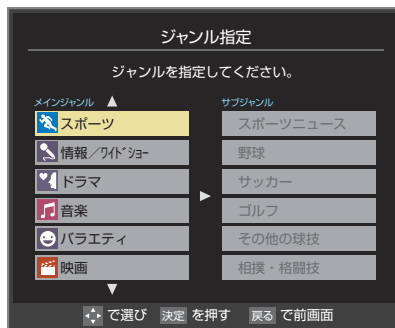 ジャンル指定
ジャンルを指定してください。
メインジャンル
サブジャンル
スポーツ
スポーツニュース
情報／ワイドショー
野球
ドラマ
サッカー
音楽
ゴルフ
バラエティ
その他の球技
映画
相撲・格闘技
で選び 決定 を押す 戻る で前画面